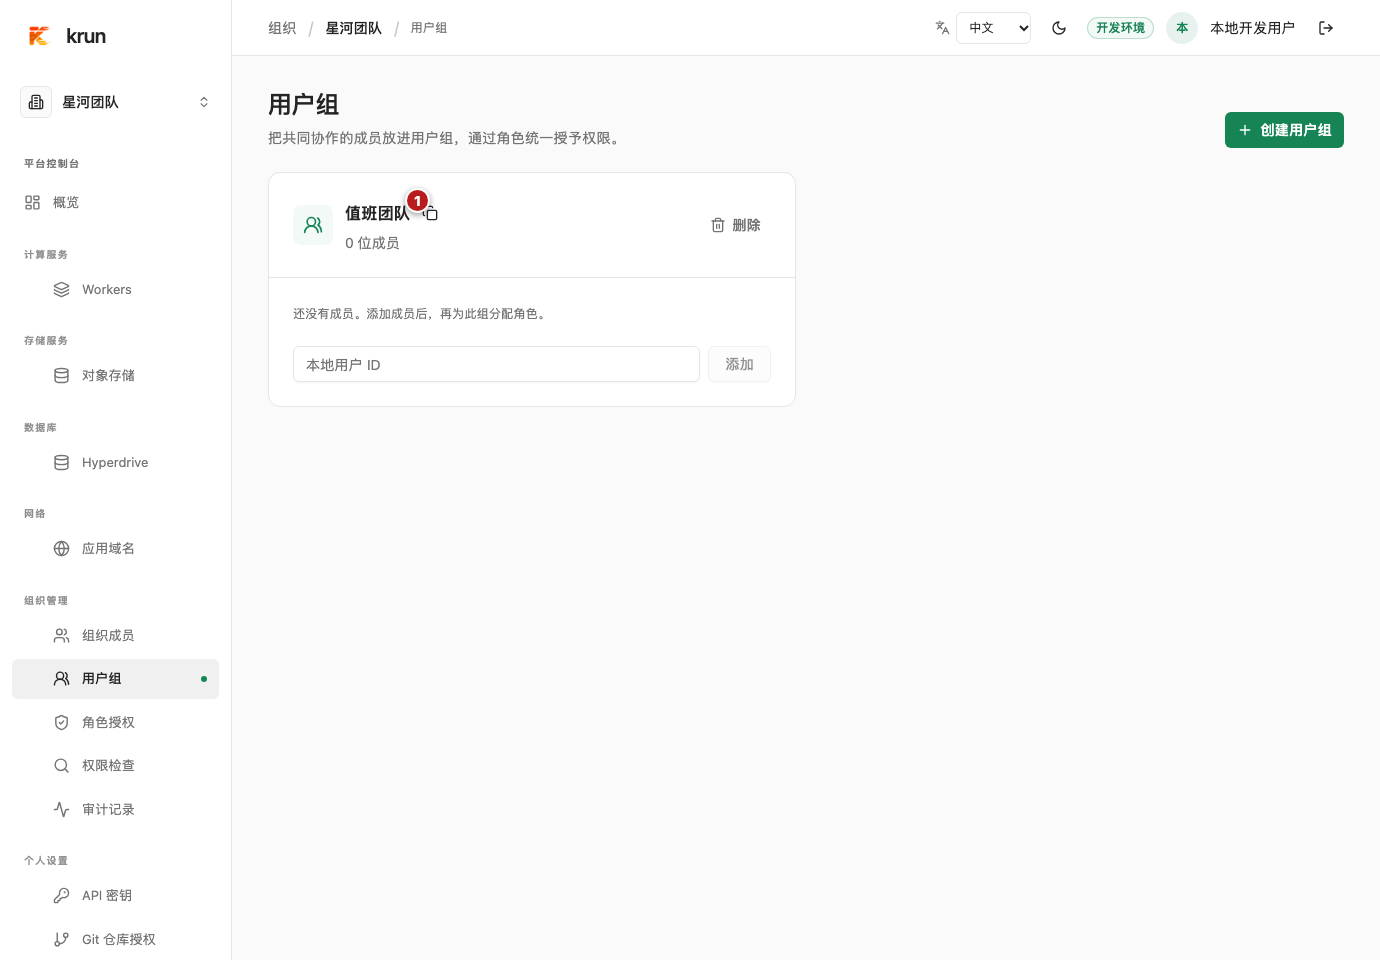 krun
星河团队
平台控制台
概览
计算服务
Workers
存储服务
对象存储
数据库
Hyperdrive
网络
应用域名
组织管理
组织成员
用户组
角色授权
权限检查
审计记录
个人设置
API 密钥
Git 仓库授权
组织 / 星河团队 / 用户组
中文
开发环境
本
本地开发用户
用户组
把共同协作的成员放进用户组，通过角色统一授予权限。
创建用户组
值班团队
1
0 位成员
删除
还没有成员。添加成员后，再为此组分配角色。
本地用户 ID
添加